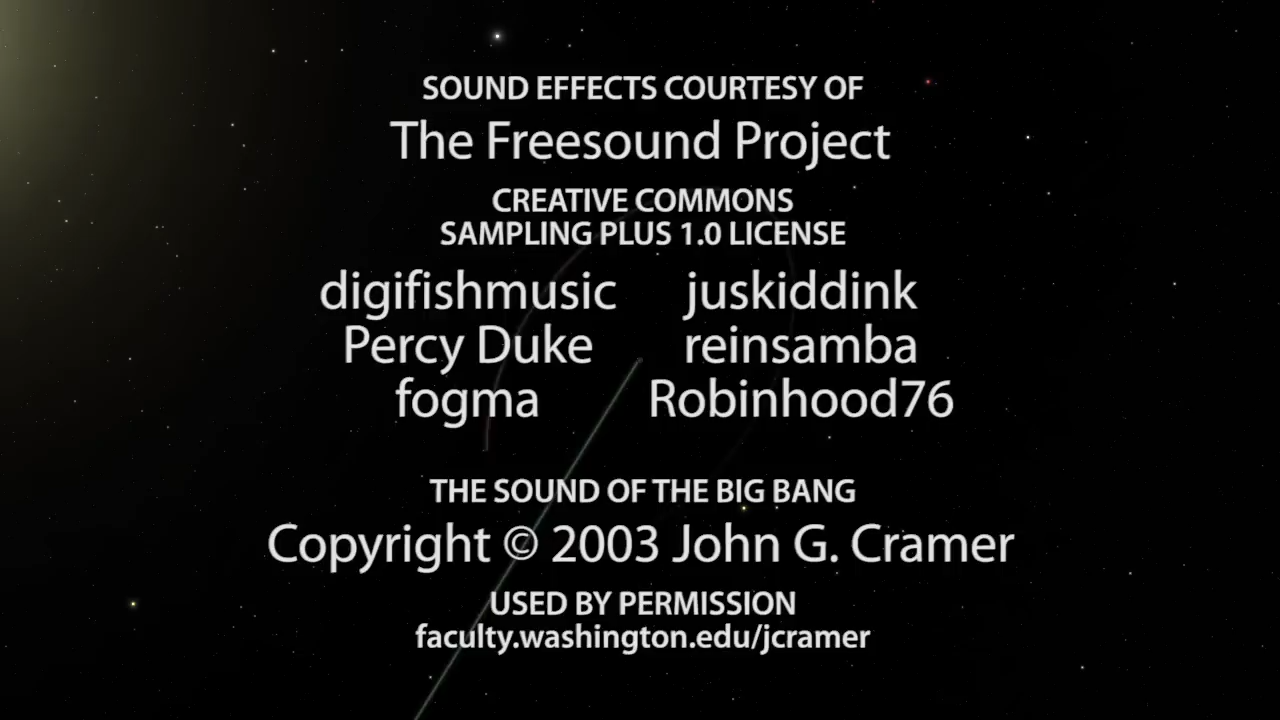 SOUND EFFECTS COURTESY OF
The Freesound Project
CREATIVE COMMONS
SAMPLING PLUS 1.0 LICENSE
digifishmusic juskiddink
Percy Duke reinsamba
fogma Robinhood76
THE SOUND OF THE BIG BANG
Copyright © 2003 John G. Cramer
USED BY PERMISSION
faculty.washington.edu/jcramer